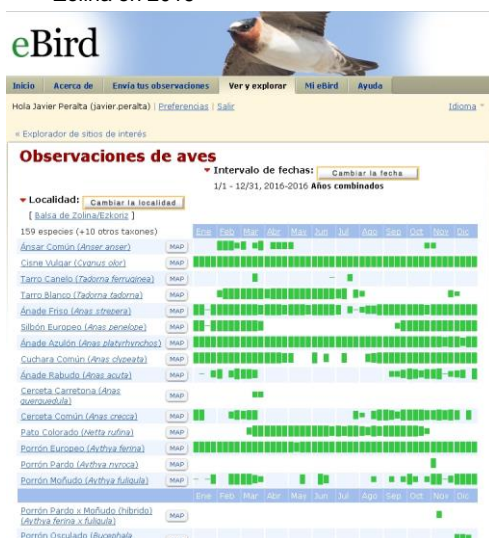 Zolina en 2016
eBird
Inicio Acerca de Envía tus observaciones Ver y explorar Mi eBird Ayuda
Hola Javier Peralta (javier.peralta) | Preferencias | Salir Idioma
« Explorador de sitios de interés
Observaciones de aves
Intervalo de fechas: Cambiar la fecha
1/1 - 12/31, 2016-2016 Años combinados
Localidad: Cambiar la localidad
[ Balsa de Zolina/Ezkoriz ]
159 especies (+10 otros taxones) Ene Feb Mar Abr May Jun Jul Ago Sep Oct Nov Dic
Ánsar Común (Anser anser) MAP
Cisne Vulgar (Cygnus olor) MAP
Tarro Canelo (Tadorna ferruginea) MAP
Tarro Blanco (Tadorna tadorna) MAP
Ánade Friso (Anas strepera) MAP
Silbón Europeo (Anas penelope) MAP
Ánade Azulón (Anas platyrhynchos) MAP
Cuchara Común (Anas clypeata) MAP
Ánade Rabudo (Anas acuta) MAP
Cerceta Carretona (Anas
querquedula) MAP
Cerceta Común (Anas crecca) MAP
Pato Colorado (Netta rufina) MAP
Porrón Europeo (Aythya ferina) MAP
Porrón Pardo (Aythya nyroca) MAP
Porrón Moñudo (Aythya fuligula) MAP
Ene Feb Mar Abr May Jun Jul Ago Sep Oct Nov Dic
Porrón Pardo x Moñudo (híbrido)
(Aythya ferina x fuligula) MAP
Porrón Osculado (Bucephala